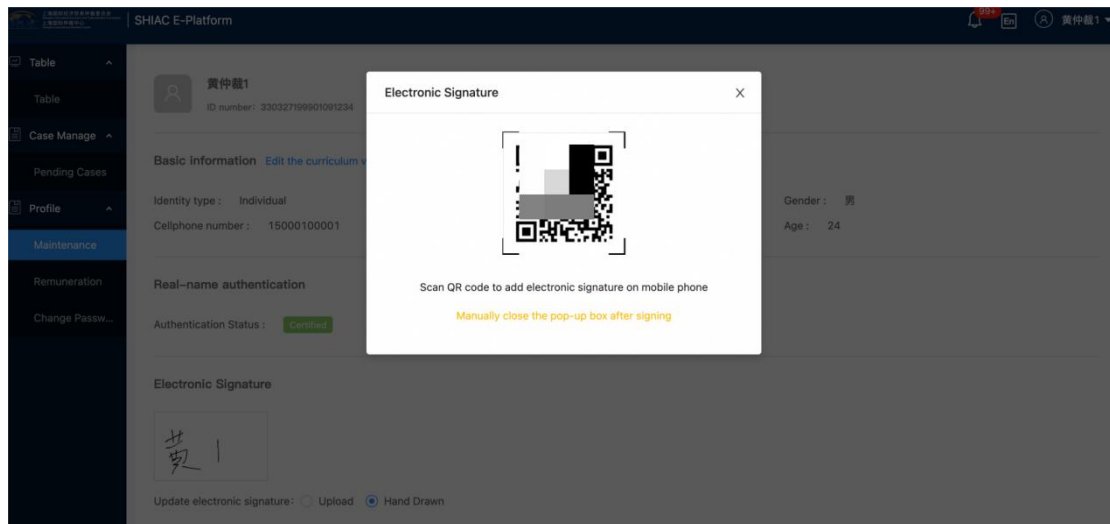 SHIAC E-Platform
99+
En
黄仲裁1
Table
Table
Case Manage
Pending Cases
Profile
Maintenance
Remuneration
Change Passw...
黄仲裁1
ID number: 330327199901091234
Basic information Edit the curriculum v
Identity type : Individual
Gender : 男
Cellphone number : 15000100001
Age : 24
Real-name authentication
Authentication Status : Certified
Electronic Signature
Scan QR code to add electronic signature on mobile phone
Manually close the pop-up box after signing
Electronic Signature
黄1
Update electronic signature: Upload Hand Drawn